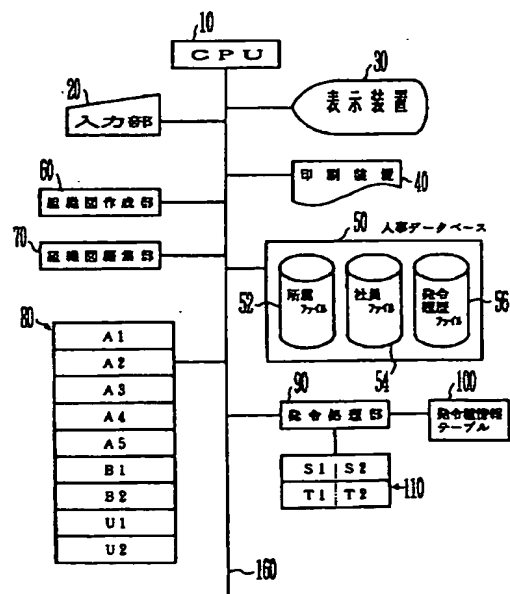 10
CPU
20
30
入力部
表示装置
60
印刷装置
40
組織図作成部
70
50
人事データベース
組織図編集部
52
所属
ファイル
社員
ファイル
発令
履歴
ファイル
56
54
80
A1
A2
A3
A4
A5
B1
B2
U1
U2
90
発令処理部
100
発令種情報
テーブル
S1 S2
T1 T2
110
160